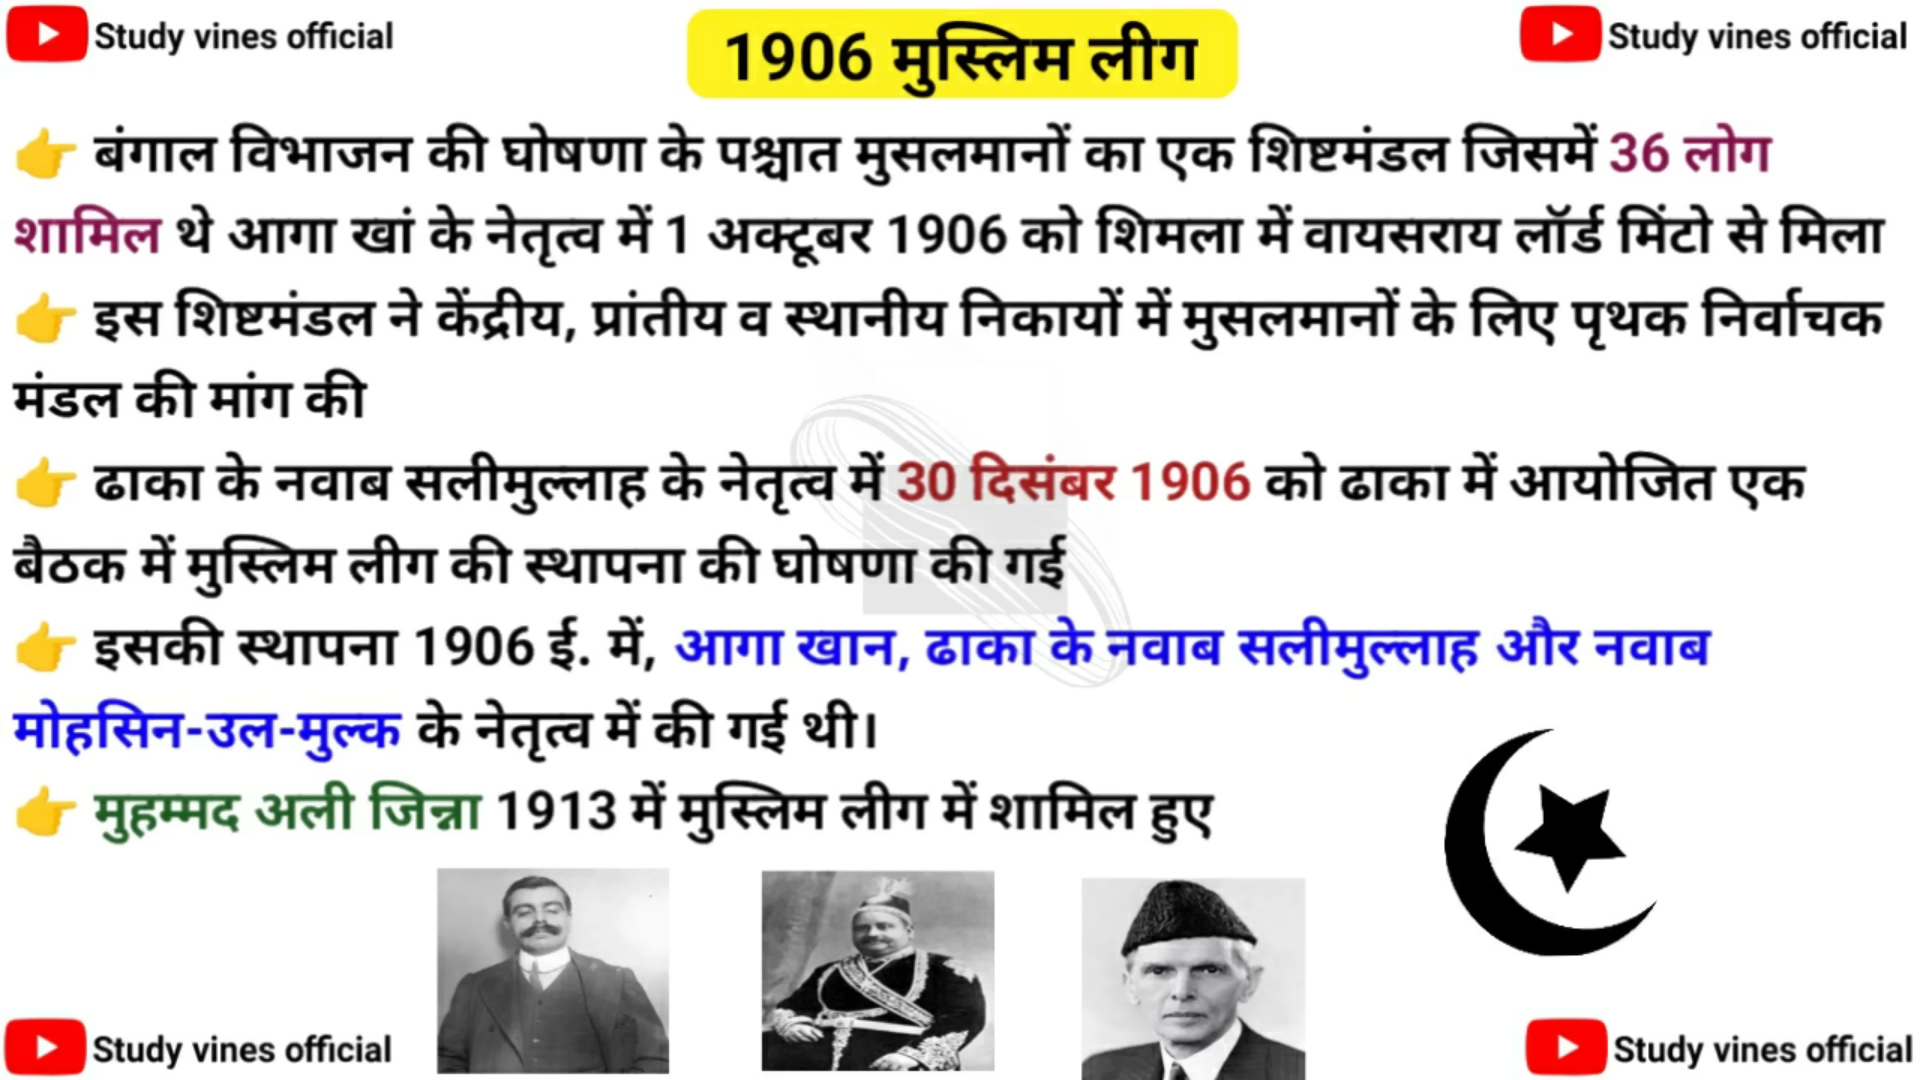 Study vines official
1906 मुस्लिम लीग
Study vines official
👉 बंगाल विभाजन की घोषणा के पश्चात मुसलमानों का एक शिष्टमंडल जिसमें 36 लोग
शामिल थे आगा खां के नेतृत्व में 1 अक्टूबर 1906 को शिमला में वायसराय लॉर्ड मिंटो से मिला
👉 इस शिष्टमंडल ने केंद्रीय, प्रांतीय व स्थानीय निकायों में मुसलमानों के लिए पृथक निर्वाचक
मंडल की मांग की
👉 ढाका के नवाब सलीमुल्लाह के नेतृत्व में 30 दिसंबर 1906 को ढाका में आयोजित एक
बैठक में मुस्लिम लीग की स्थापना की घोषणा की गई
👉 इसकी स्थापना 1906 ई. में, आगा खान, ढाका के नवाब सलीमुल्लाह और नवाब
मोहसिन-उल-मुल्क के नेतृत्व में की गई थी।
👉 मुहम्मद अली जिन्ना 1913 में मुस्लिम लीग में शामिल हुए
Study vines official
Study vines official